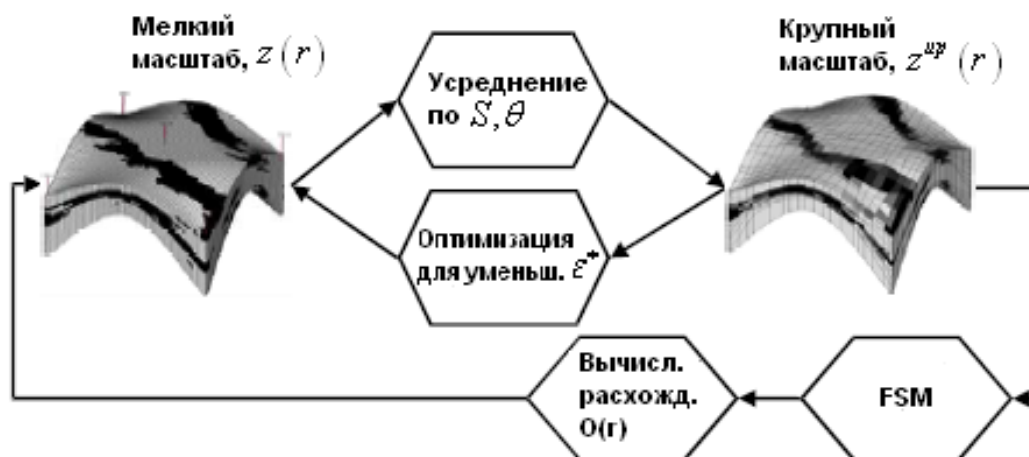 Мелкий
масштаб, z(r)
Усреднение
по S,θ
Крупный
масштаб, z^up (r)
Оптимизация
для уменьш. ε*
Вычисл.
расхожд.
O(r)
FSM